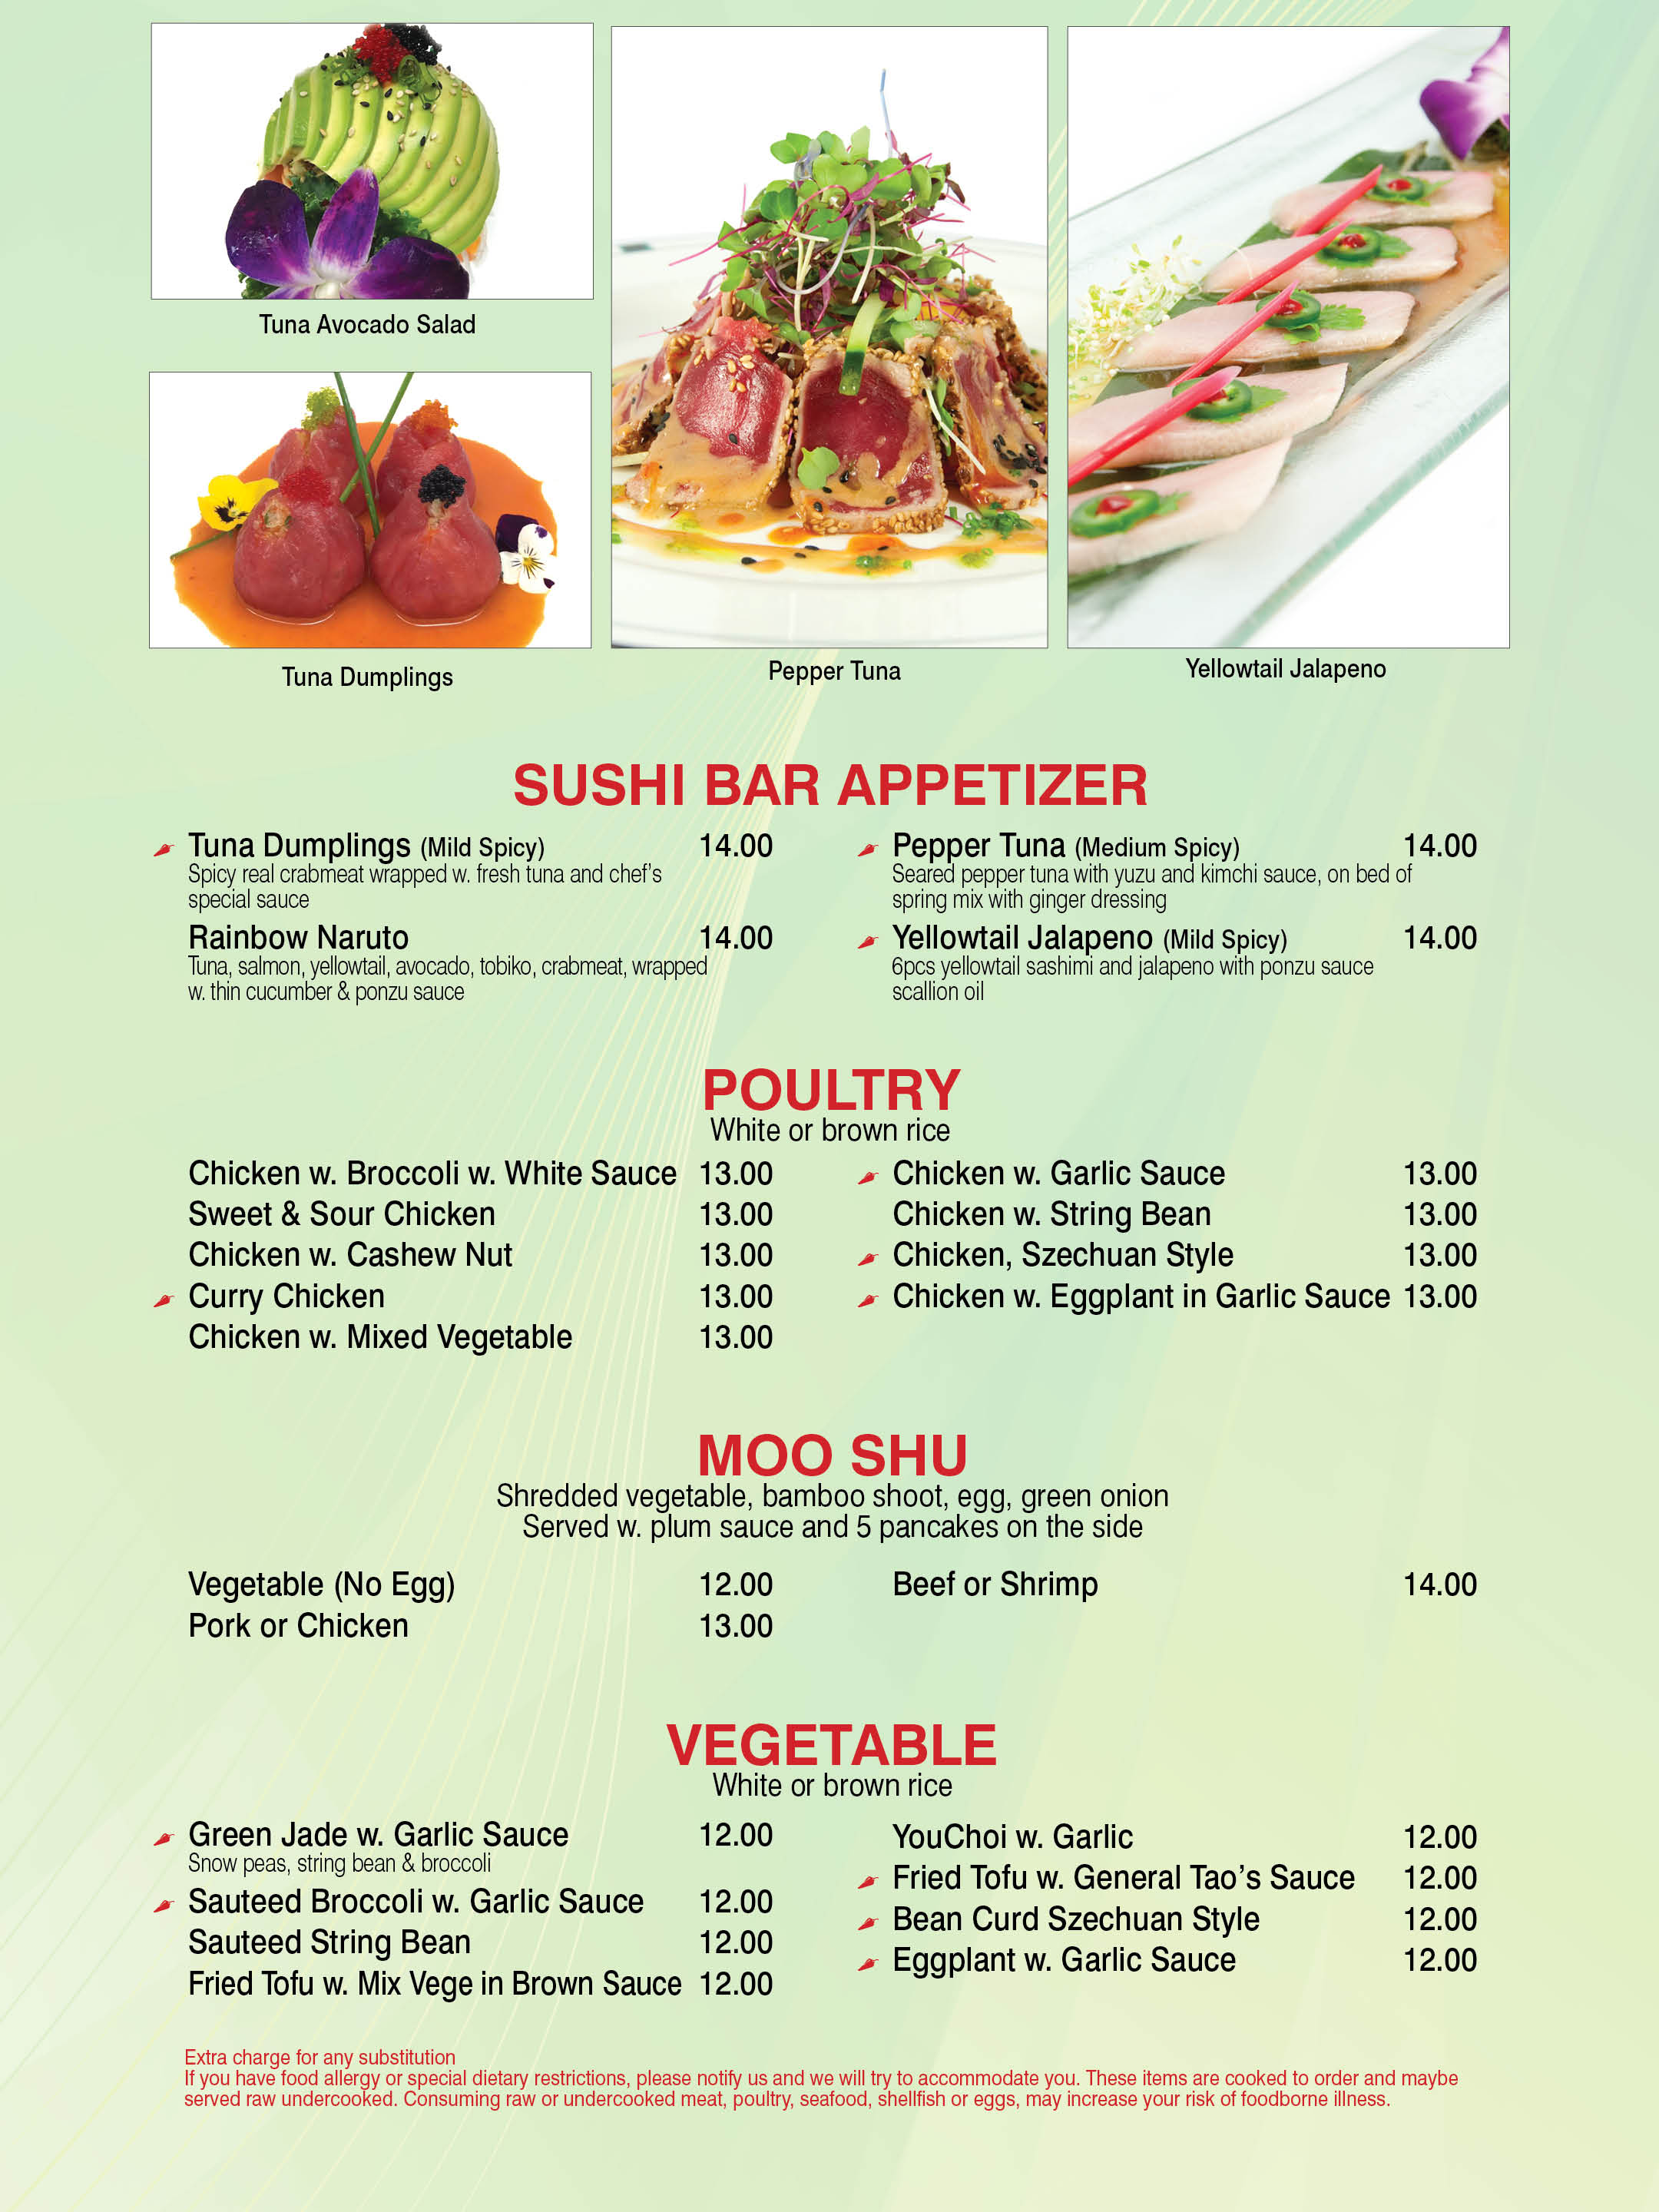 Tuna Avocado Salad
Tuna Dumplings
Pepper Tuna
Yellowtail Jalapeno
SUSHI BAR APPETIZER
Tuna Dumplings (Mild Spicy) 14.00
Spicy real crabmeat wrapped w. fresh tuna and chef's
special sauce
Rainbow Naruto 14.00
Tuna, salmon, yellowtail, avocado, tobiko, crabmeat, wrapped
w. thin cucumber & ponzu sauce
Pepper Tuna (Medium Spicy) 14.00
Seared pepper tuna with yuzu and kimchi sauce, on bed of
spring mix with ginger dressing
Yellowtail Jalapeno (Mild Spicy) 14.00
6pcs yellowtail sashimi and jalapeno with ponzu sauce
scallion oil
POULTRY
White or brown rice
Chicken w. Broccoli w. White Sauce 13.00
Sweet & Sour Chicken 13.00
Chicken w. Cashew Nut 13.00
Curry Chicken 13.00
Chicken w. Mixed Vegetable 13.00
Chicken w. Garlic Sauce 13.00
Chicken w. String Bean 13.00
Chicken, Szechuan Style 13.00
Chicken w. Eggplant in Garlic Sauce 13.00
MOO SHU
Shredded vegetable, bamboo shoot, egg, green onion
Served w. plum sauce and 5 pancakes on the side
Vegetable (No Egg) 12.00
Pork or Chicken 13.00
Beef or Shrimp 14.00
VEGETABLE
White or brown rice
Green Jade w. Garlic Sauce 12.00
Snow peas, string bean & broccoli
Sauteed Broccoli w. Garlic Sauce 12.00
Sauteed String Bean 12.00
Fried Tofu w. Mix Vege in Brown Sauce 12.00
YouChoi w. Garlic 12.00
Fried Tofu w. General Tao's Sauce 12.00
Bean Curd Szechuan Style 12.00
Eggplant w. Garlic Sauce 12.00
Extra charge for any substitution
If you have food allergy or special dietary restrictions, please notify us and we will try to accommodate you. These items are cooked to order and maybe
served raw undercooked. Consuming raw or undercooked meat, poultry, seafood, shellfish or eggs, may increase your risk of foodborne illness.